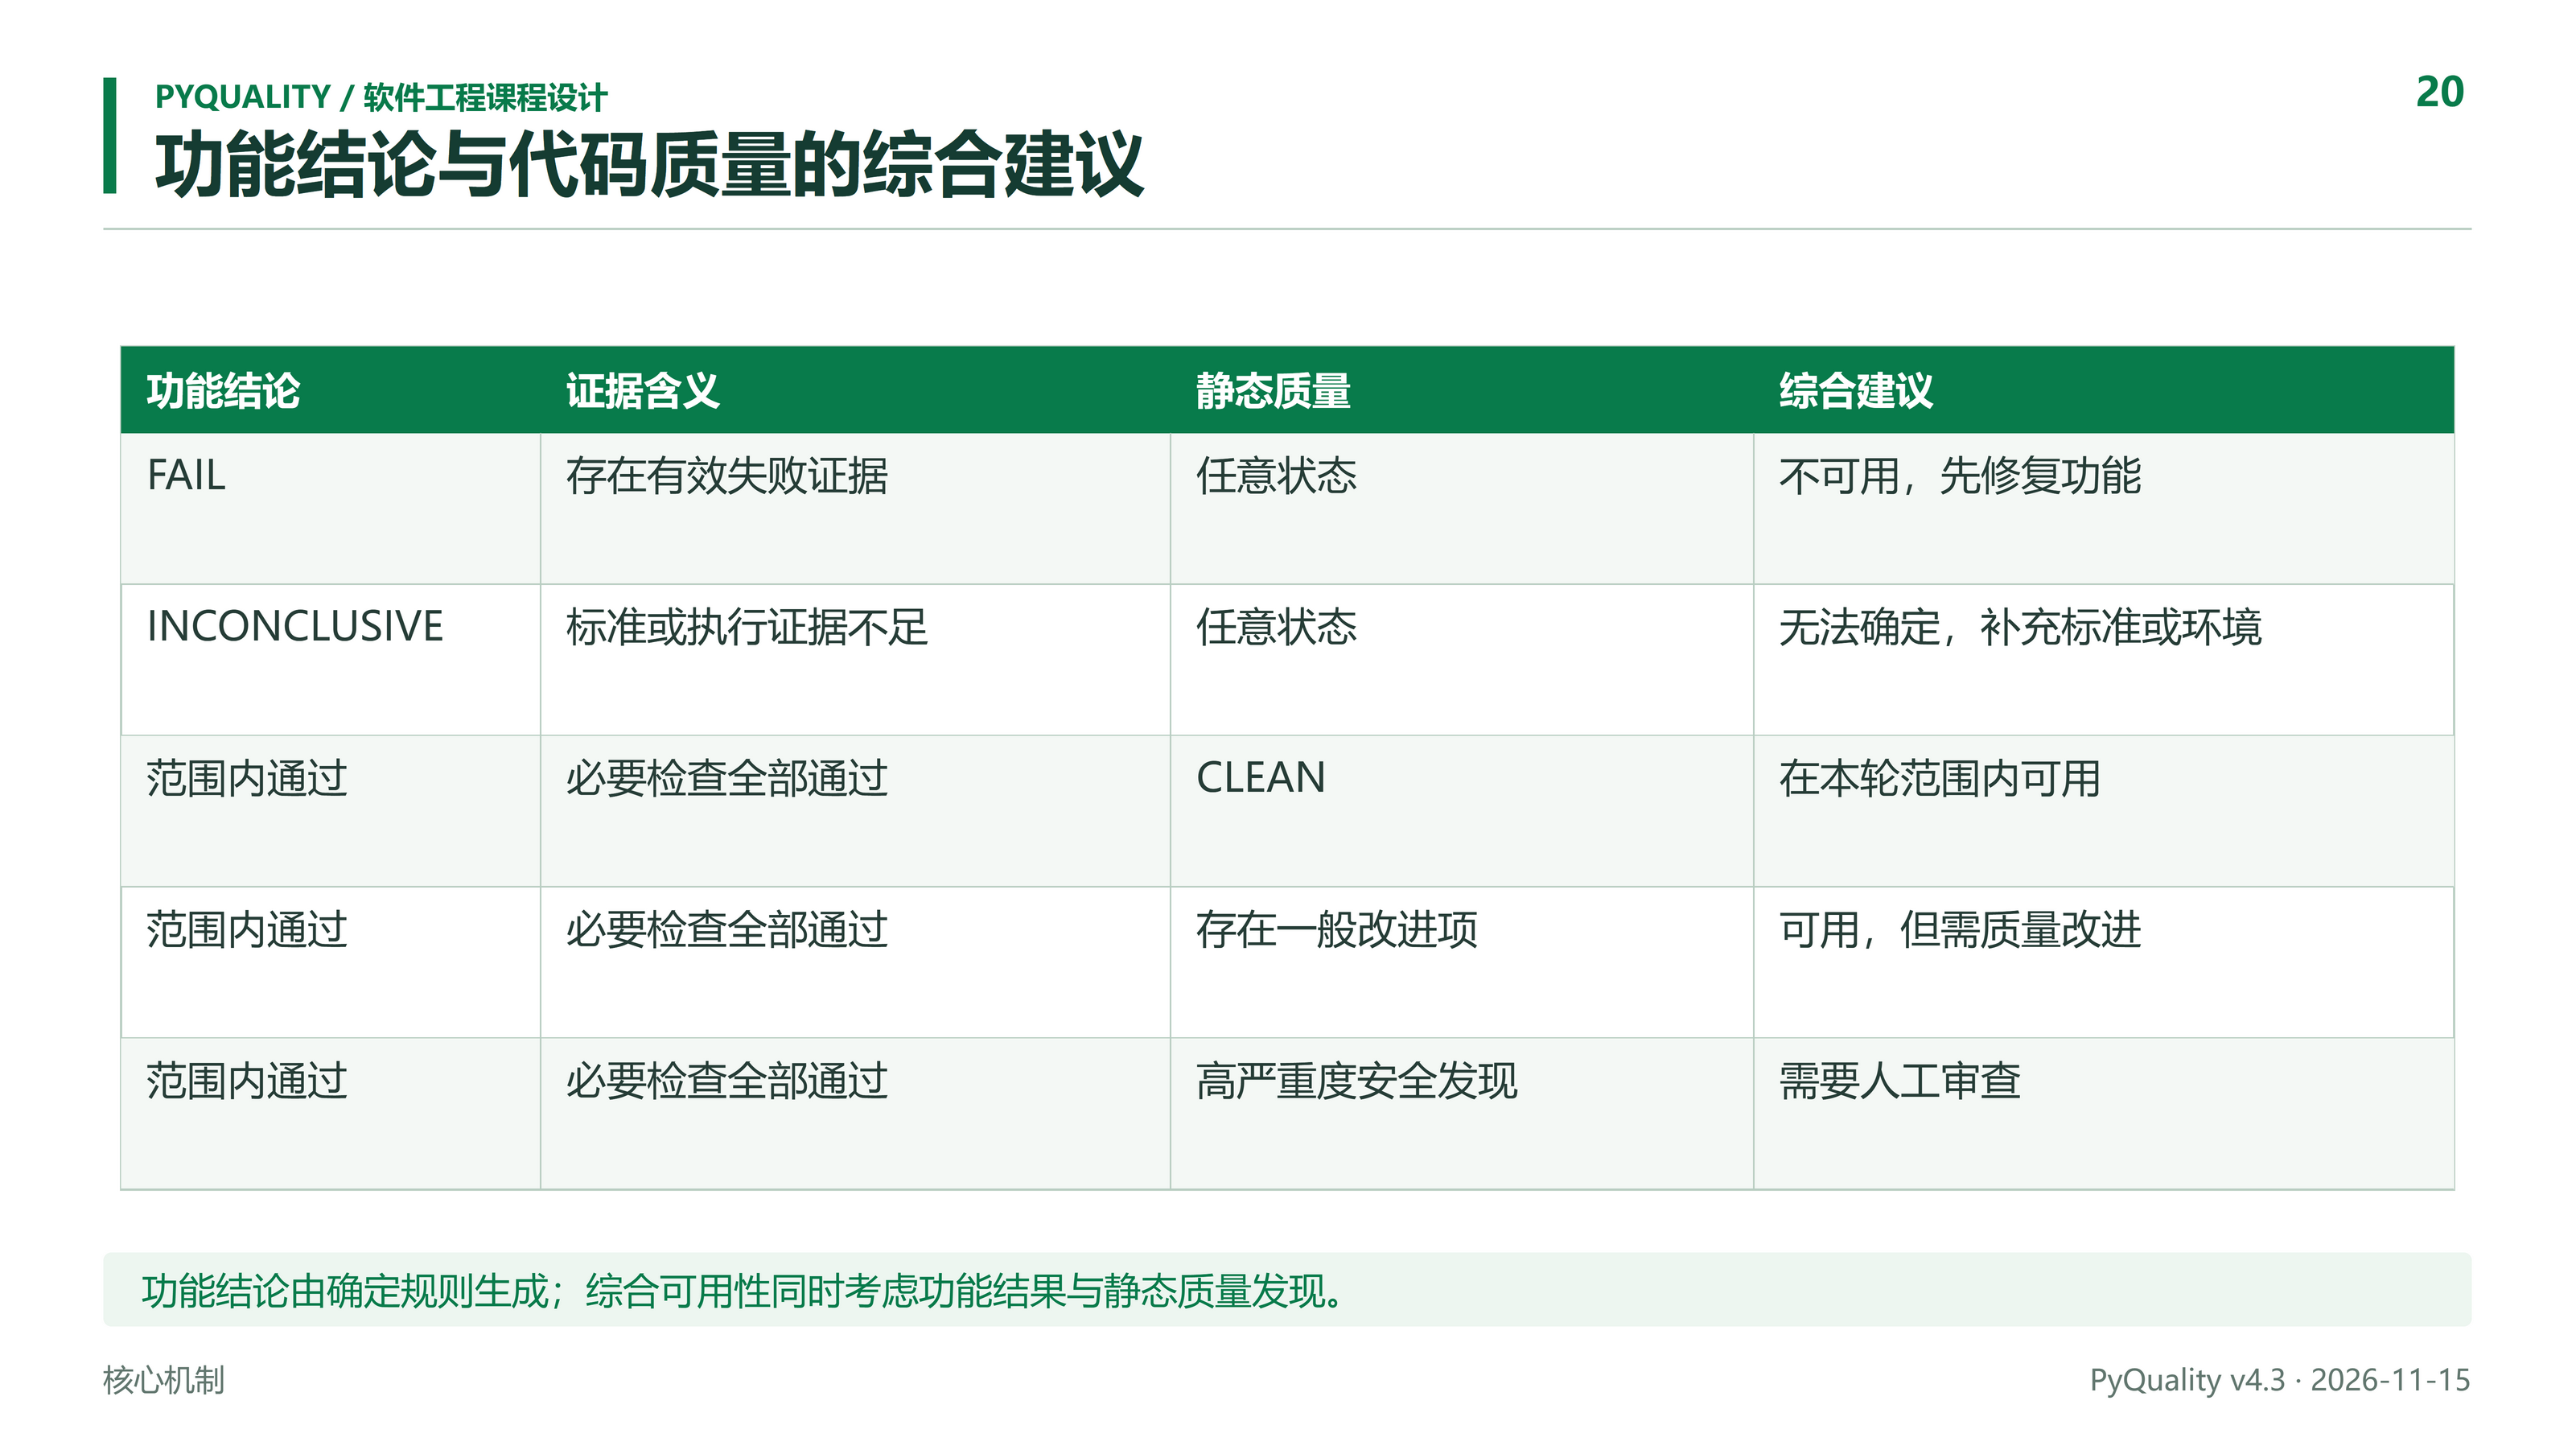 PYQUALITY / 软件工程课程设计
20
功能结论与代码质量的综合建议
功能结论 证据含义 静态质量 综合建议
FAIL 存在有效失败证据 任意状态 不可用，先修复功能
INCONCLUSIVE 标准或执行证据不足 任意状态 无法确定，补充标准或环境
范围内通过 必要检查全部通过 CLEAN 在本轮范围内可用
范围内通过 必要检查全部通过 存在一般改进项 可用，但需质量改进
范围内通过 必要检查全部通过 高严重度安全发现 需要人工审查
功能结论由确定规则生成；综合可用性同时考虑功能结果与静态质量发现。
核心机制
PyQuality v4.3 · 2026-11-15